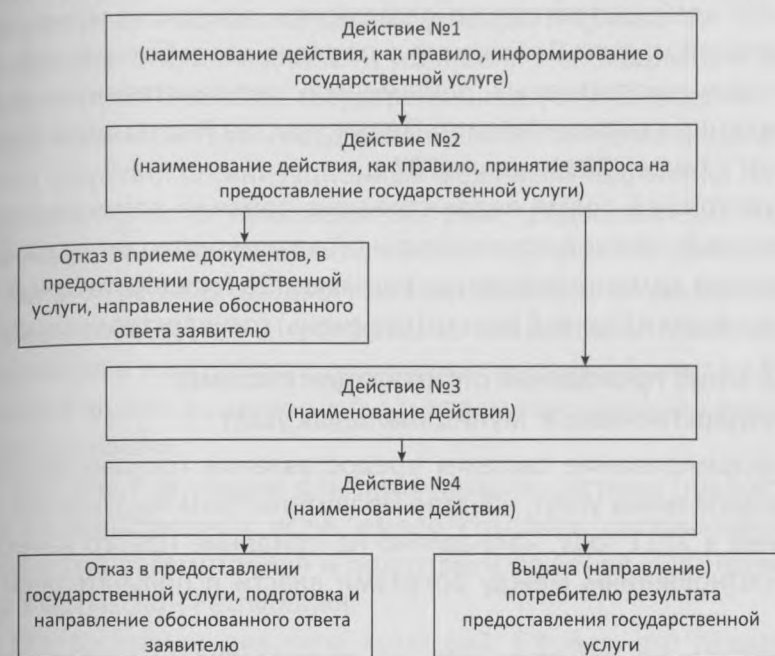 Действие №1
(наименование действия, как правило, информирование о
государственной услуге)
Действие №2
(наименование действия, как правило, принятие запроса на
предоставление государственной услуги)
Отказ в приеме документов, в
предоставлении государственной
услуги, направление обоснованного
ответа заявителю
Действие №3
(наименование действия)
Действие №4
(наименование действия)
Отказ в предоставлении
государственной услуги, подготовка и
направление обоснованного ответа
заявителю
Выдача (направление)
потребителю результата
предоставления государственной
услуги